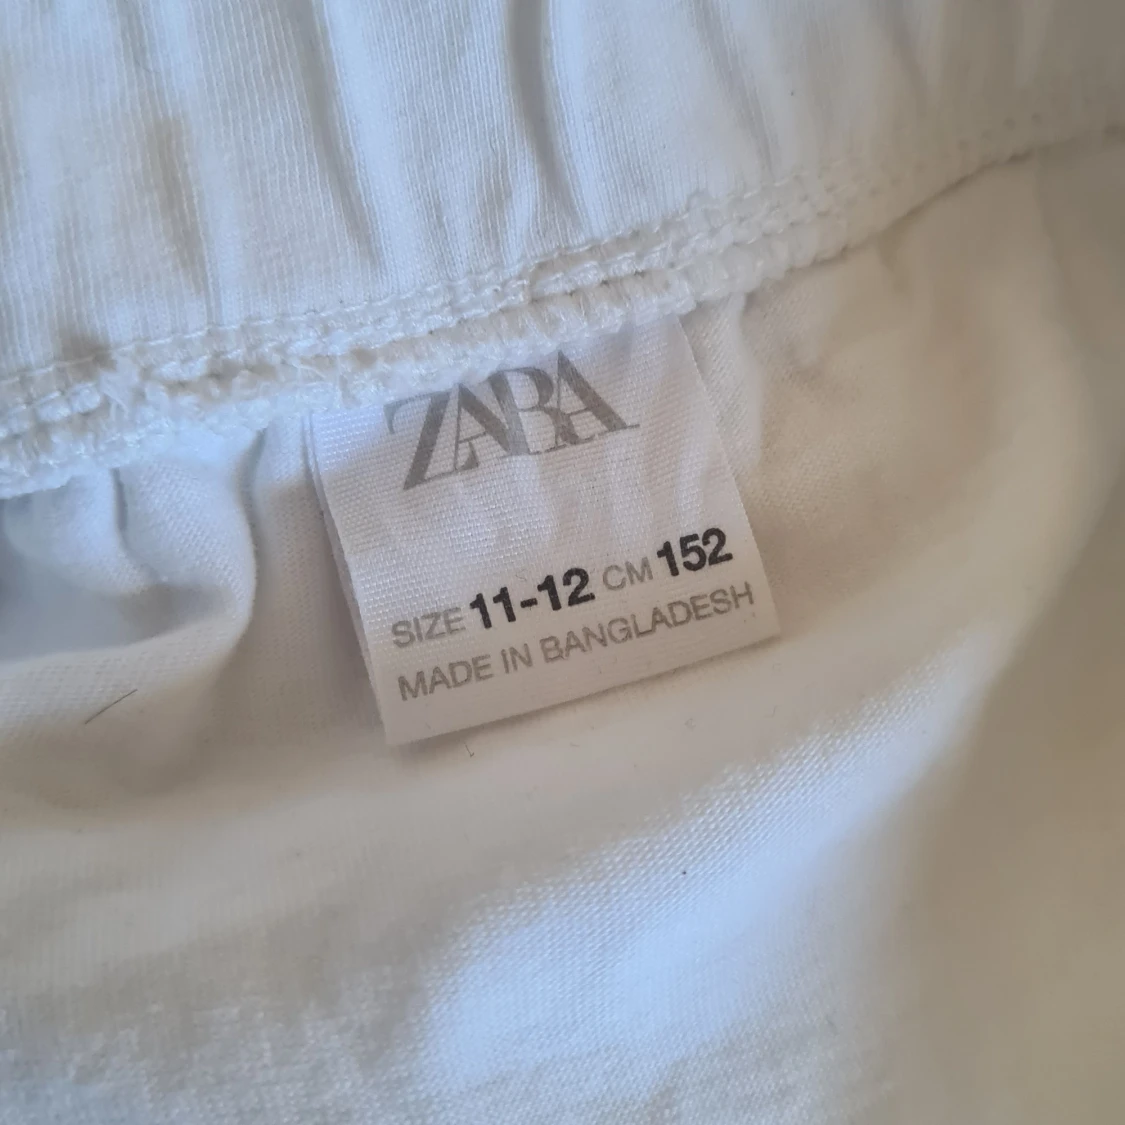 ZARA
SIZE 11-12 CM 152
MADE IN BANGLADESH